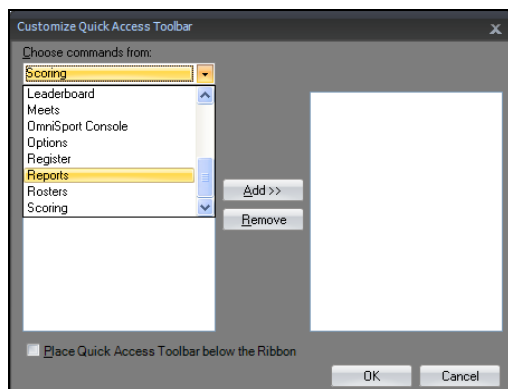 Customize Quick Access Toolbar
Choose commands from:
Scoring
Leaderboard
Meets
OmniSport Console
Options
Register
Reports
Rosters
Scoring
Add >>
Remove
Place Quick Access Toolbar below the Ribbon
OK
Cancel